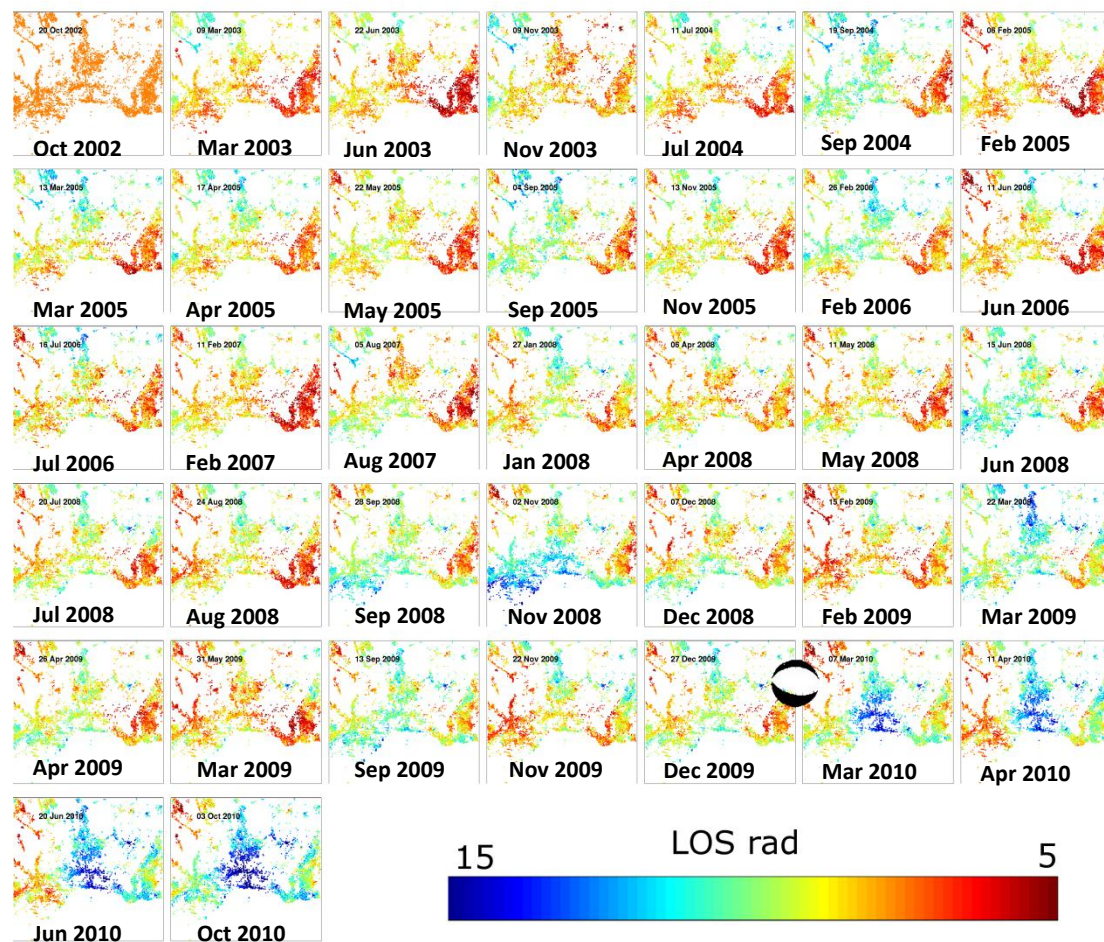 20 Oct 2002 09 Mar 2003 22 Jun 2003 09 Nov 2003 11 Jul 2004 19 Sep 2004 08 Feb 2005
Oct 2002 Mar 2003 Jun 2003 Nov 2003 Jul 2004 Sep 2004 Feb 2005
13 Mar 2005 17 Apr 2005 22 May 2005 04 Sep 2005 13 Nov 2005 26 Feb 2006 11 Jun 2006
Mar 2005 Apr 2005 May 2005 Sep 2005 Nov 2005 Feb 2006 Jun 2006
16 Jul 2006 11 Feb 2007 05 Aug 2007 27 Jan 2008 06 Apr 2008 11 May 2008 15 Jun 2008
Jul 2006 Feb 2007 Aug 2007 Jan 2008 Apr 2008 May 2008 Jun 2008
20 Jul 2008 24 Aug 2008 28 Sep 2008 02 Nov 2008 07 Dec 2008 15 Feb 2009 22 Mar 2009
Jul 2008 Aug 2008 Sep 2008 Nov 2008 Dec 2008 Feb 2009 Mar 2009
26 Apr 2009 31 May 2009 13 Sep 2009 22 Nov 2009 27 Dec 2009 07 Mar 2010 11 Apr 2010
Apr 2009 Mar 2009 Sep 2009 Nov 2009 Dec 2009 Mar 2010 Apr 2010
20 Jun 2010 03 Oct 2010
Jun 2010 Oct 2010
15 LOS rad 5